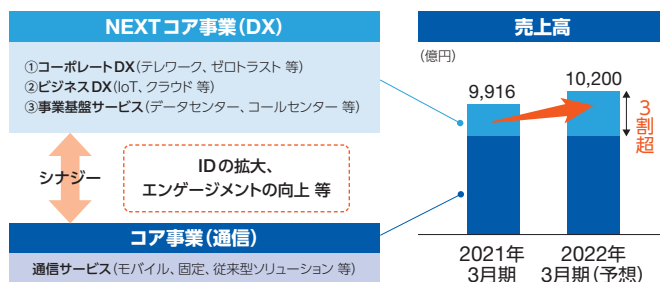 NEXTコア事業(DX)
①コーポレートDX(テレワーク、ゼロトラスト 等)
②ビジネスDX(IoT、クラウド 等)
③事業基盤サービス(データセンター、コールセンター 等)
シナジー
IDの拡大、
エンゲージメントの向上 等
コア事業(通信)
通信サービス(モバイル、固定、従来型ソリューション 等)
売上高
(億円)
9,916
10,200
3割超
2021年
3月期
2022年
3月期(予想)